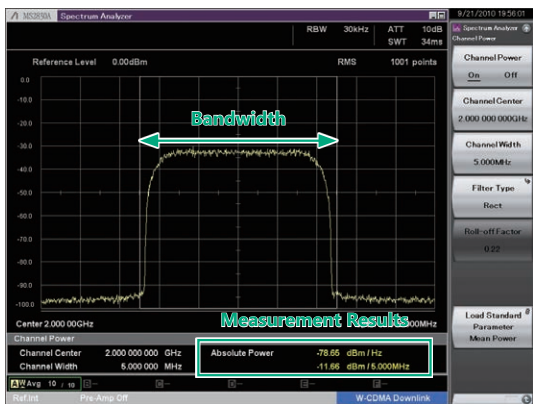 MS2830A Spectrum Analyzer
9/21/2010 19:56:01
RBW 30kHz ATT 10dB
SWT 34ms
Spectrum Analyzer
Channel Power
Reference Level 0.00dBm RMS 1001 points
Channel Power
On Off
0.0
-10.0
-20.0
-30.0
-40.0
-50.0
-60.0
-70.0
-80.0
-90.0
-100.0
Bandwidth
Channel Center
2.000 000 000GHz
Channel Width
5.000MHz
Filter Type
Rect
Roll-off Factor
0.22
Load Standard
Parameter
Mean Power
Measurement Results
Center 2.000 00GHz
Channel Power
Channel Center 2.000 000 000 GHz Absolute Power -78.65 dBm / Hz
Channel Width 5.000 000 MHz -11.66 dBm / 5.000MHz
Avg 10 / 10
Ref.Int Pre-Amp Off W-CDMA Downlink